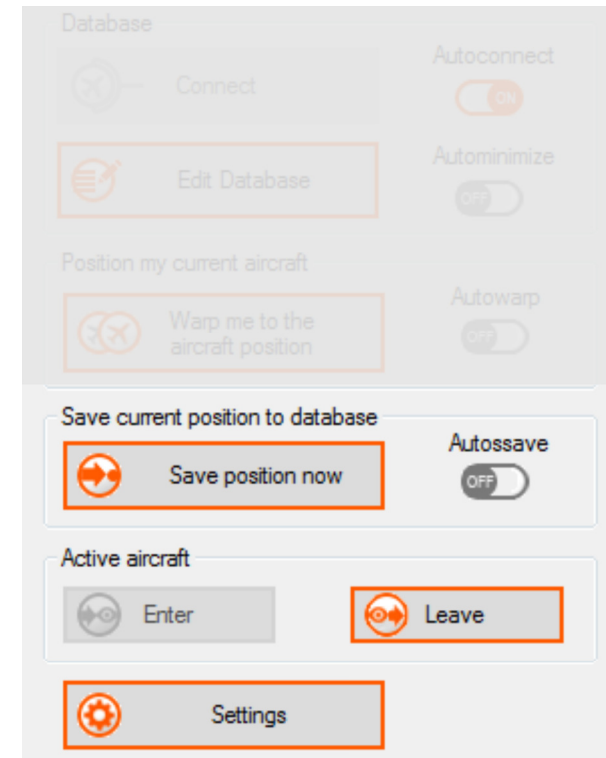 Database
Autoconnect
Connect
ON
Autominimize
Edit Database
OFF
Position my current aircraft
Autowarp
Warp me to the
aircraft position
OFF
Save current position to database
Autossave
Save position now
OFF
Active aircraft
Enter
Leave
Settings